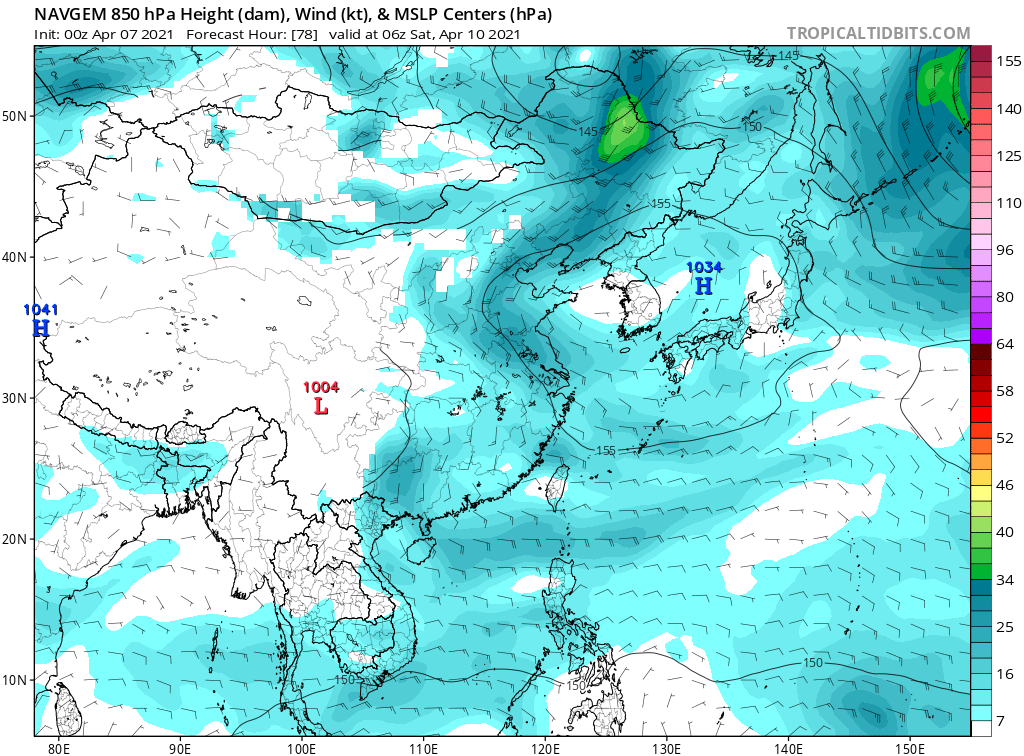 NAVGEM 850 hPa Height (dam), Wind (kt), & MSLP Centers (hPa)
Init: 00z Apr 07 2021   Forecast Hour: [78]   valid at 06z Sat, Apr 10 2021
TROPICALTIDBITS.COM
145
155
50N
145
150
140
125
155
110
40N
1034
H
96
1041
H
80
64
1004
L
30N
58
155
52
46
20N
40
34
25
150
10N
150
150
16
7
80E
90E
100E
110E
120E
130E
140E
150E